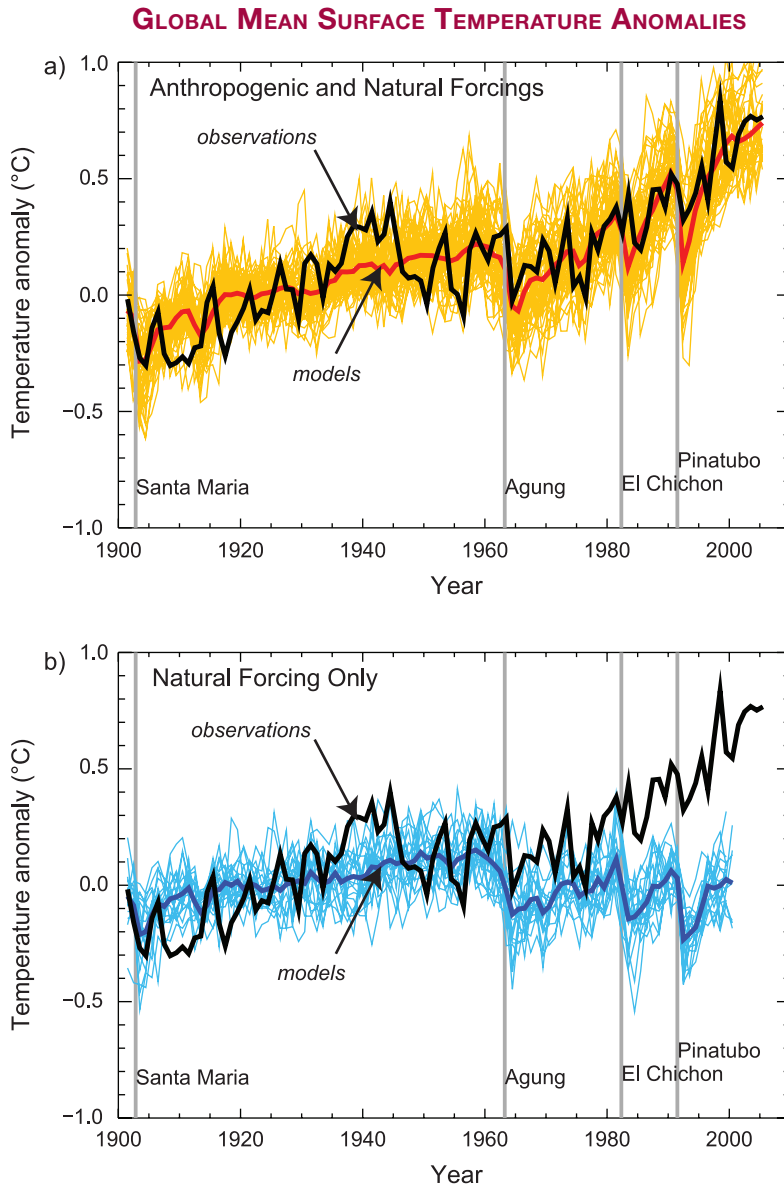 GLOBAL MEAN SURFACE TEMPERATURE ANOMALIES
a)
Anthropogenic and Natural Forcings
observations
models
Temperature anomaly (°C)
1.0
0.5
0.0
−0.5
−1.0
Santa Maria
Agung
El Chichon
Pinatubo
1900 1920 1940 1960 1980 2000
Year
b)
Natural Forcing Only
observations
models
Temperature anomaly (°C)
1.0
0.5
0.0
−0.5
−1.0
Santa Maria
Agung
El Chichon
Pinatubo
1900 1920 1940 1960 1980 2000
Year